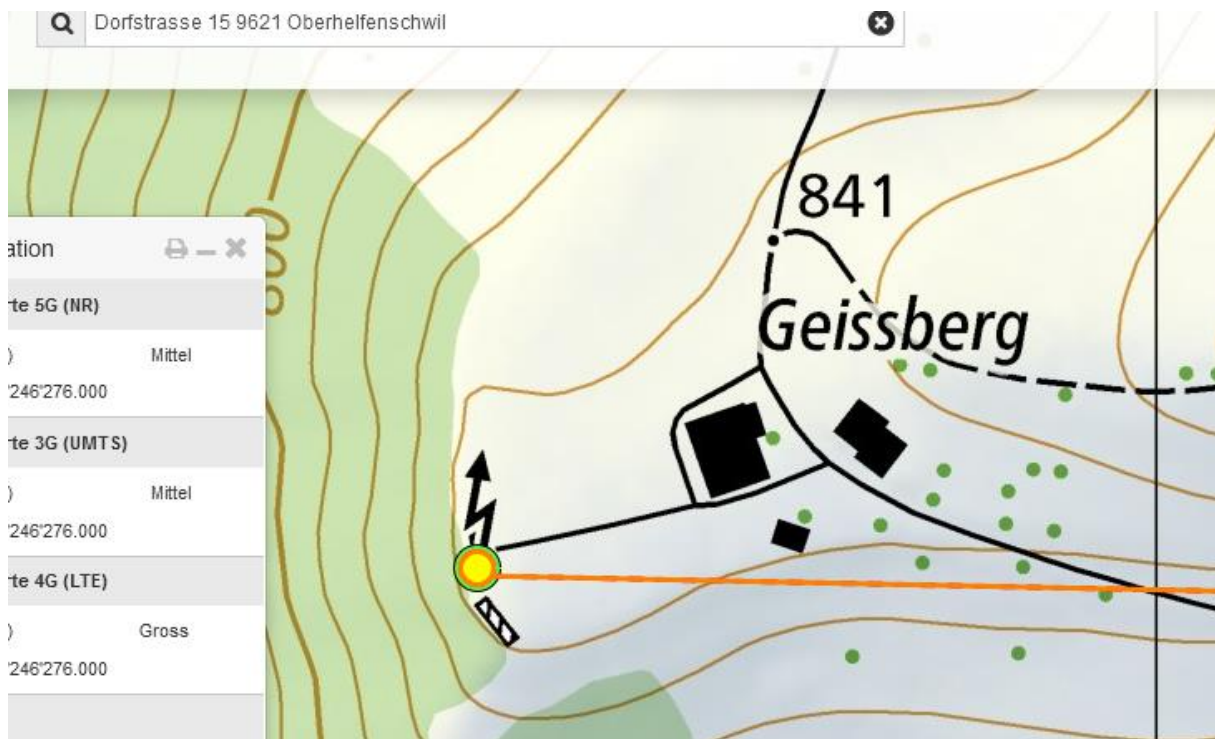 Dorfstrasse 15 9621 Oberhelfenschwil
841
800
Geissberg
ation
rte 5G (NR)
) Mittel
246'276.000
rte 3G (UMTS)
) Mittel
246'276.000
rte 4G (LTE)
) Gross
246'276.000